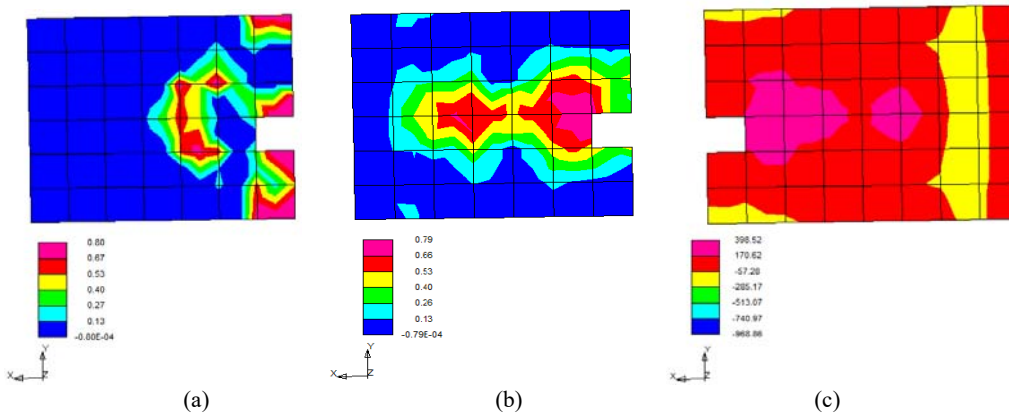 0.80
0.67
0.53
0.40
0.27
0.13
-0.80E-04
Y
X
Z
(a)
0.79
0.66
0.53
0.40
0.26
0.13
-0.79E-04
Y
X
Z
(b)
398.52
170.62
-57.28
-285.17
-513.07
-740.97
-968.86
Y
X
Z
(c)